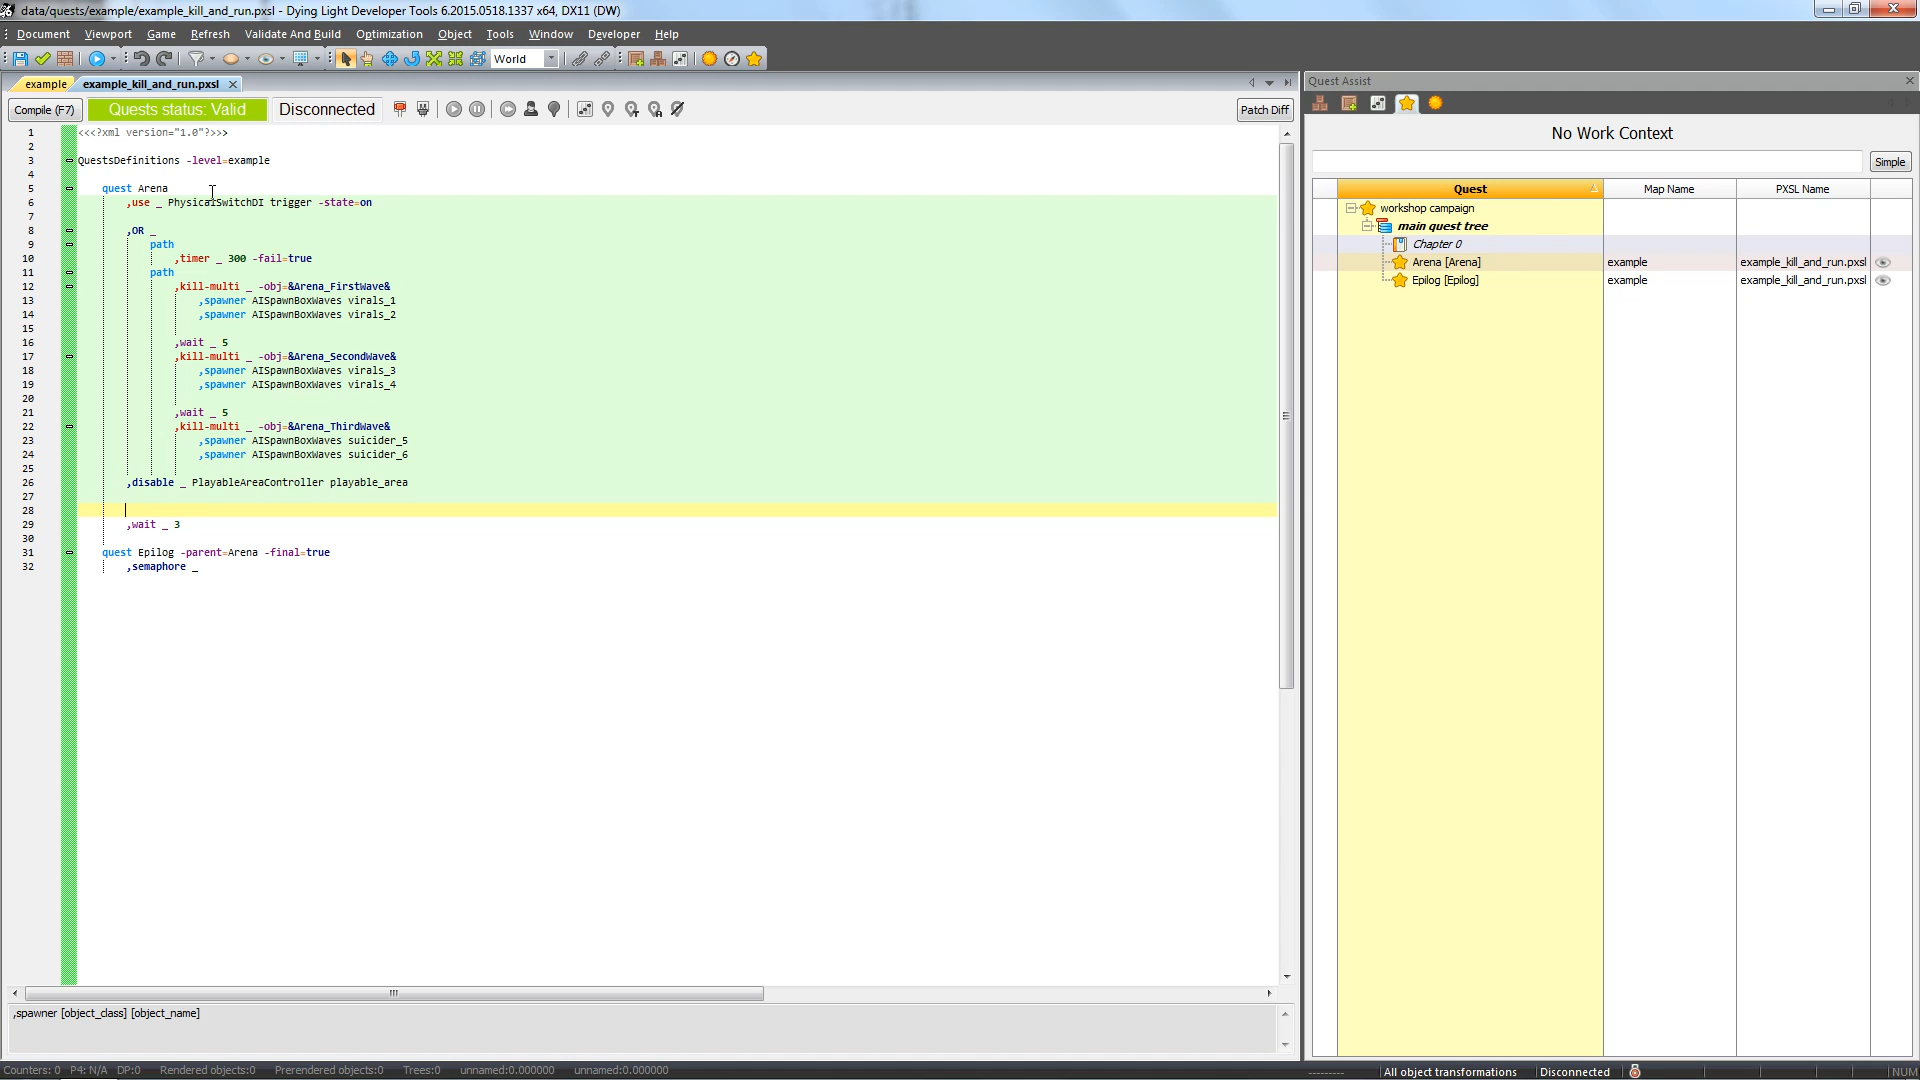 data/quests/example/example_kill_and_run.pxsl - Dying Light Developer Tools 6.2015.0518.1337 x64, DX11 (DW)
Document Viewport Game Refresh Validate And Build Optimization Object Tools Window Developer Help
World
example example_kill_and_run.pxsl
Compile (F7) Quests status: Valid Disconnected Patch Diff
1 <<<?xml version="1.0"?>>>
2
3 QuestsDefinitions -level=example
4
5 quest Arena
6 ,use _ PhysicalSwitchDI trigger -state=on
7
8 ,OR _
9 path
10 ,timer _ 300 -fail=true
11 path
12 ,kill-multi _ -obj=&Arena_FirstWave&
13 ,spawner AISpawnBoxWaves virals_1
14 ,spawner AISpawnBoxWaves virals_2
15
16 ,wait _ 5
17 ,kill-multi _ -obj=&Arena_SecondWave&
18 ,spawner AISpawnBoxWaves virals_3
19 ,spawner AISpawnBoxWaves virals_4
20
21 ,wait _ 5
22 ,kill-multi _ -obj=&Arena_ThirdWave&
23 ,spawner AISpawnBoxWaves suicider_5
24 ,spawner AISpawnBoxWaves suicider_6
25
26 ,disable _ PlayableAreaController playable_area
27
28
29 ,wait _ 3
30
31 quest Epilog -parent=Arena -final=true
32 ,semaphore _
,spawner [object_class] [object_name]
Quest Assist
No Work Context
Simple
Quest Map Name PXSL Name
workshop campaign
main quest tree
Chapter 0
Arena [Arena] example example_kill_and_run.pxsl
Epilog [Epilog] example example_kill_and_run.pxsl
Counters: 0 P4: N/A DP:0 Rendered objects:0 Prerendered objects:0 Trees:0 unnamed:0.000000 unnamed:0.000000 --------- All object transformations Disconnected NUM